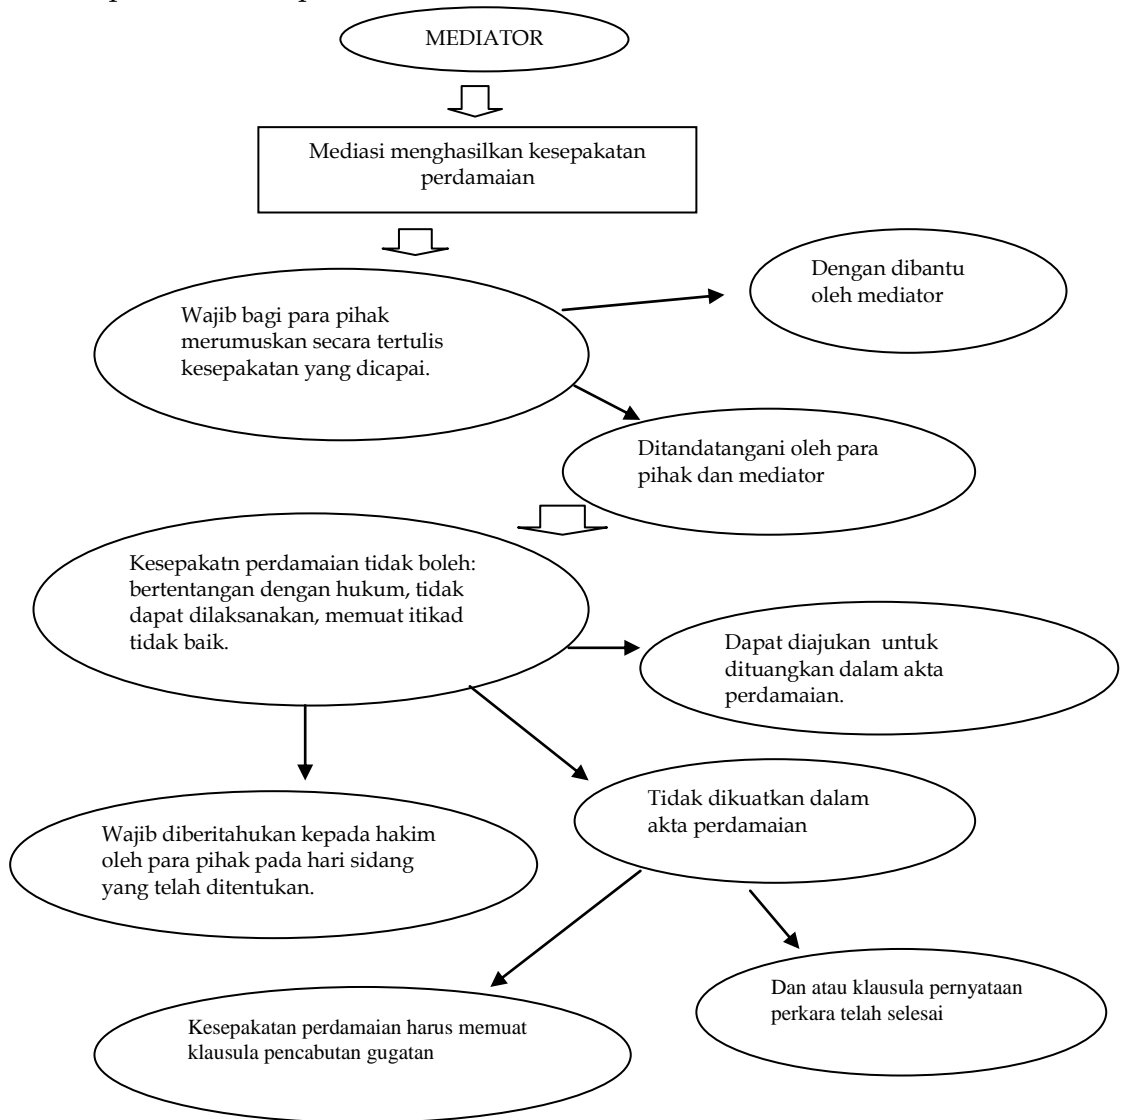 MEDIATOR
Mediasi menghasilkan kesepakatan
perdamaian
Dengan dibantu
oleh mediator
Wajib bagi para pihak
merumuskan secara tertulis
kesepakatan yang dicapai.
Ditandatangani oleh para
pihak dan mediator
Kesepakatn perdamaian tidak boleh:
bertentangan dengan hukum, tidak
dapat dilaksanakan, memuat itikad
tidak baik.
Dapat diajukan untuk
dituangkan dalam akta
perdamaian.
Tidak dikuatkan dalam
akta perdamaian
Wajib diberitahukan kepada hakim
oleh para pihak pada hari sidang
yang telah ditentukan.
Dan atau klausula pernyataan
perkara telah selesai
Kesepakatan perdamaian harus memuat
klausula pencabutan gugatan